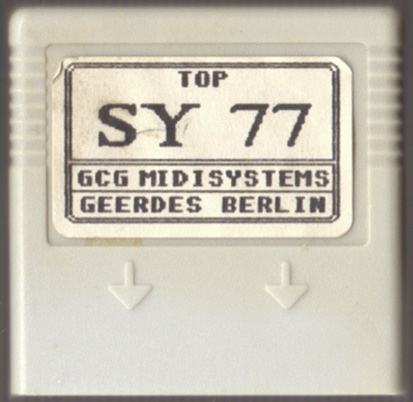 TOP
SY 77
GCG MIDISYSTEMS
GEERDES BERLIN